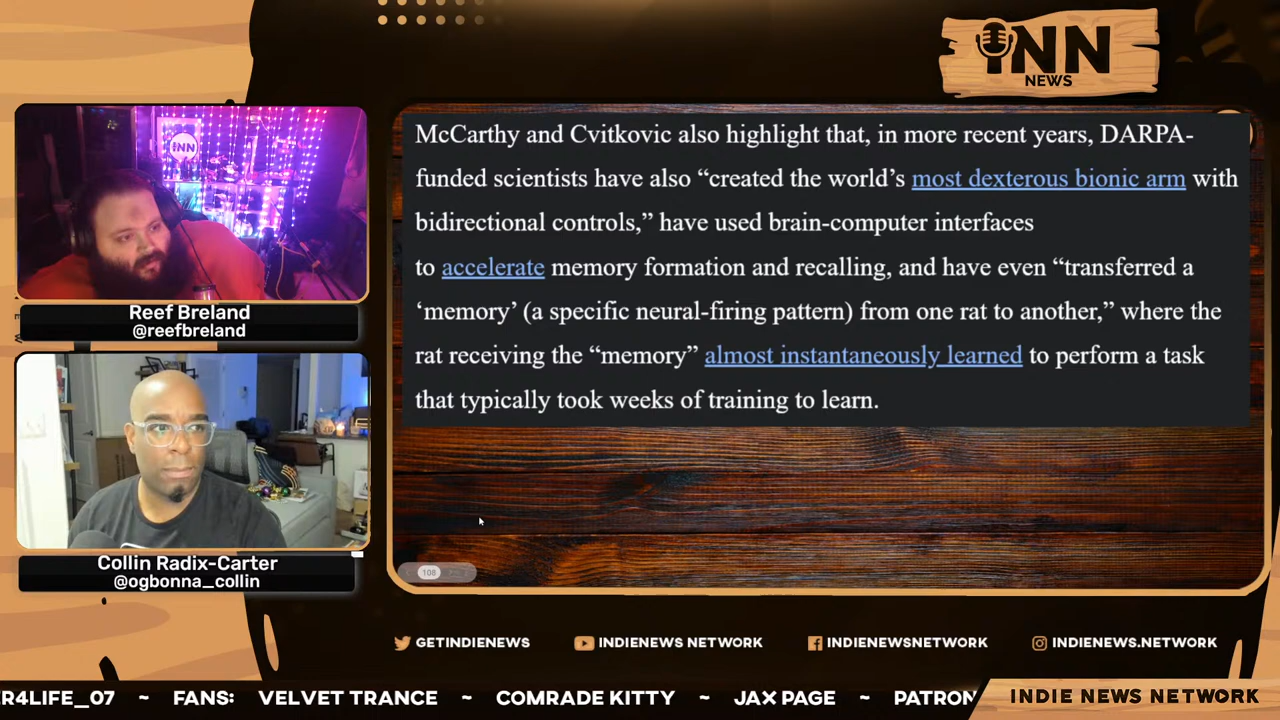 INN
NEWS
McCarthy and Cvitkovic also highlight that, in more recent years, DARPA-
funded scientists have also “created the world’s most dexterous bionic arm with
bidirectional controls,” have used brain-computer interfaces
to accelerate memory formation and recalling, and have even “transferred a
‘memory’ (a specific neural-firing pattern) from one rat to another,” where the
rat receiving the “memory” almost instantaneously learned to perform a task
that typically took weeks of training to learn.
INN
Reef Breland
@reefbreland
Collin Radix-Carter
@ogbonna_collin
108
GETINDIENEWS
INDIENEWS NETWORK
INDIENEWSNETWORK
INDIENEWS.NETWORK
ER4LIFE_07 ~ FANS: VELVET TRANCE ~ COMRADE KITTY ~ JAX PAGE ~ PATRON
INDIE NEWS NETWORK